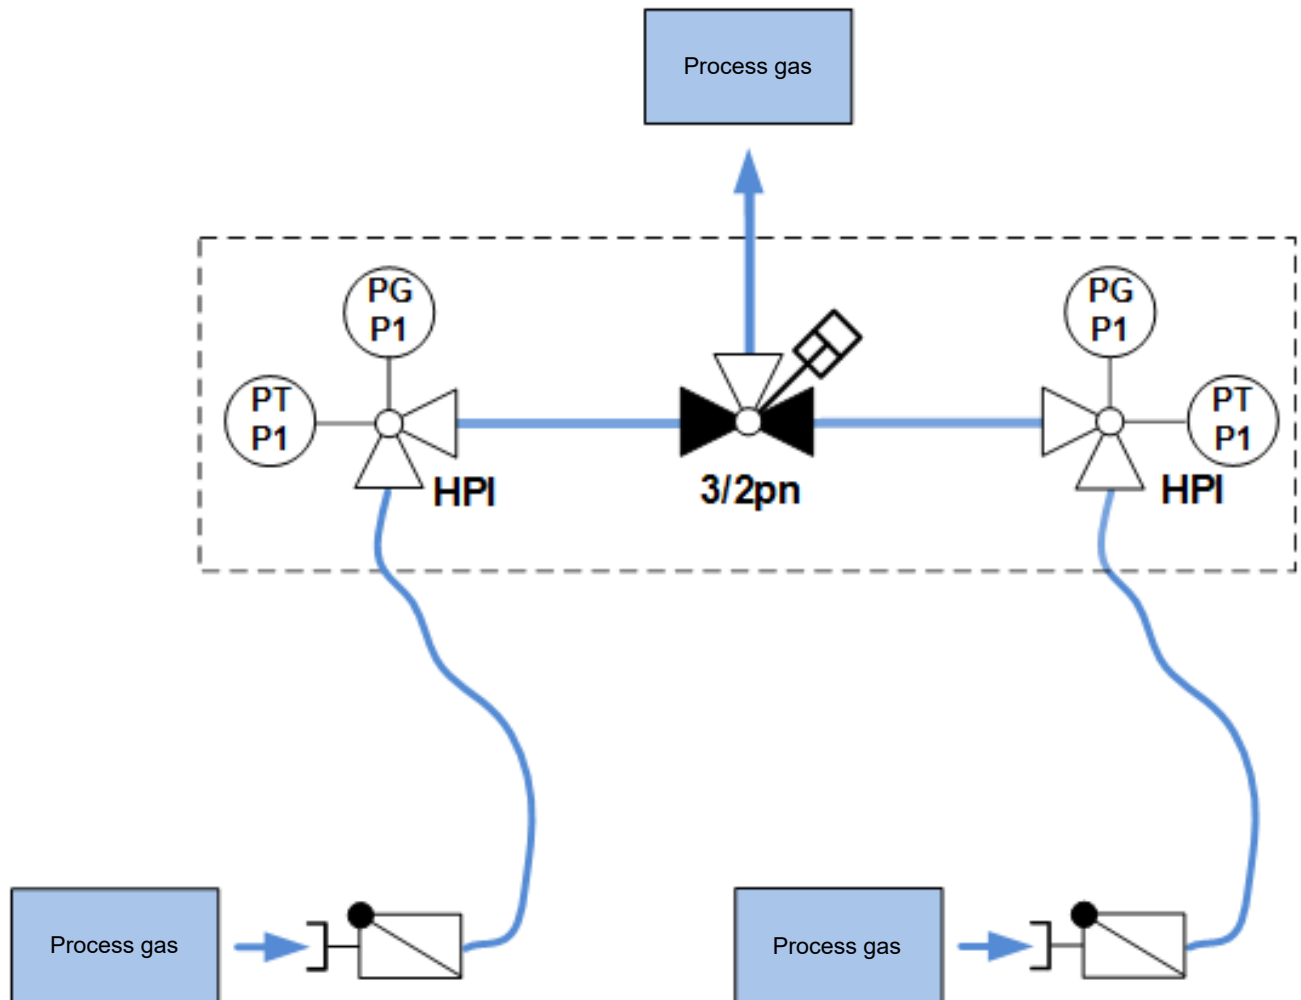 Process gas
PG
P1
PG
P1
PT
P1
PT
P1
HPI
3/2pn
HPI
Process gas
Process gas